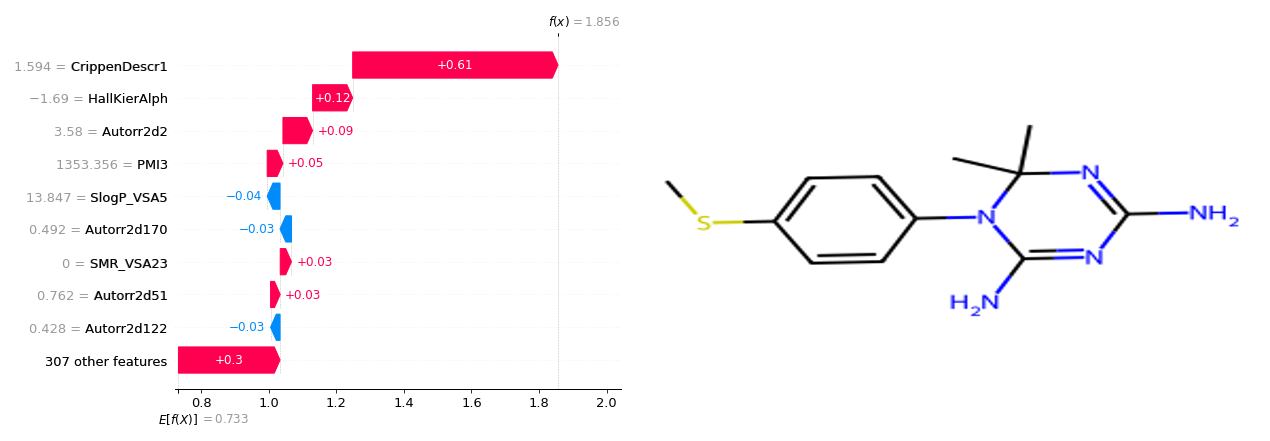 f(x) = 1.856
1.594 = CrippenDescr1 +0.61
−1.69 = HallKierAlph +0.12
3.58 = Autorr2d2 +0.09
1353.356 = PMI3 +0.05
13.847 = SlogP_VSA5 −0.04
0.492 = Autorr2d170 −0.03
0 = SMR_VSA23 +0.03
0.762 = Autorr2d51 +0.03
0.428 = Autorr2d122 −0.03
307 other features +0.3
0.8 1.0 1.2 1.4 1.6 1.8 2.0
E[f(X)] = 0.733
N
S
N
NH2
N
H2N